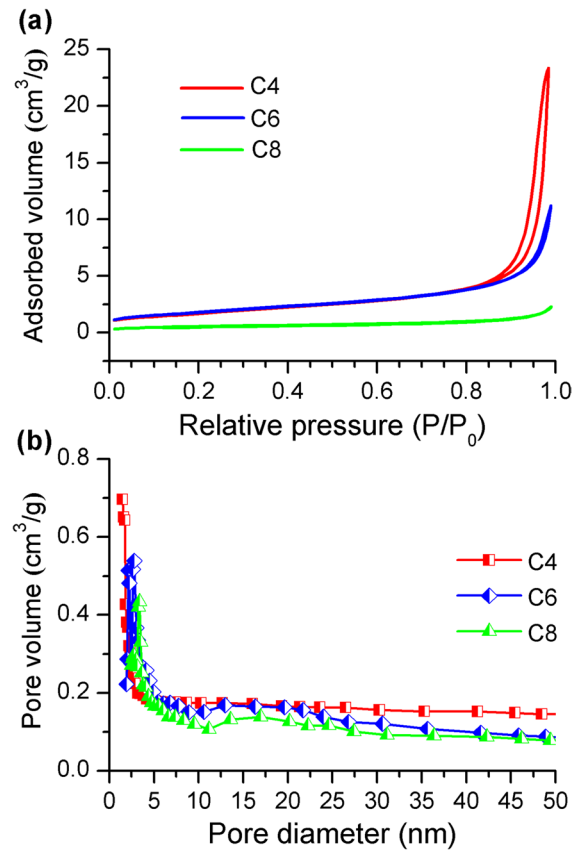 (a)
25
20
15
10
5
0
Adsorbed volume (cm³/g)
C4
C6
C8
0.0 0.2 0.4 0.6 0.8 1.0
Relative pressure (P/P₀)
(b)
0.8
0.6
0.4
0.2
0.0
Pore volume (cm³/g)
C4
C6
C8
0 5 10 15 20 25 30 35 40 45 50
Pore diameter (nm)